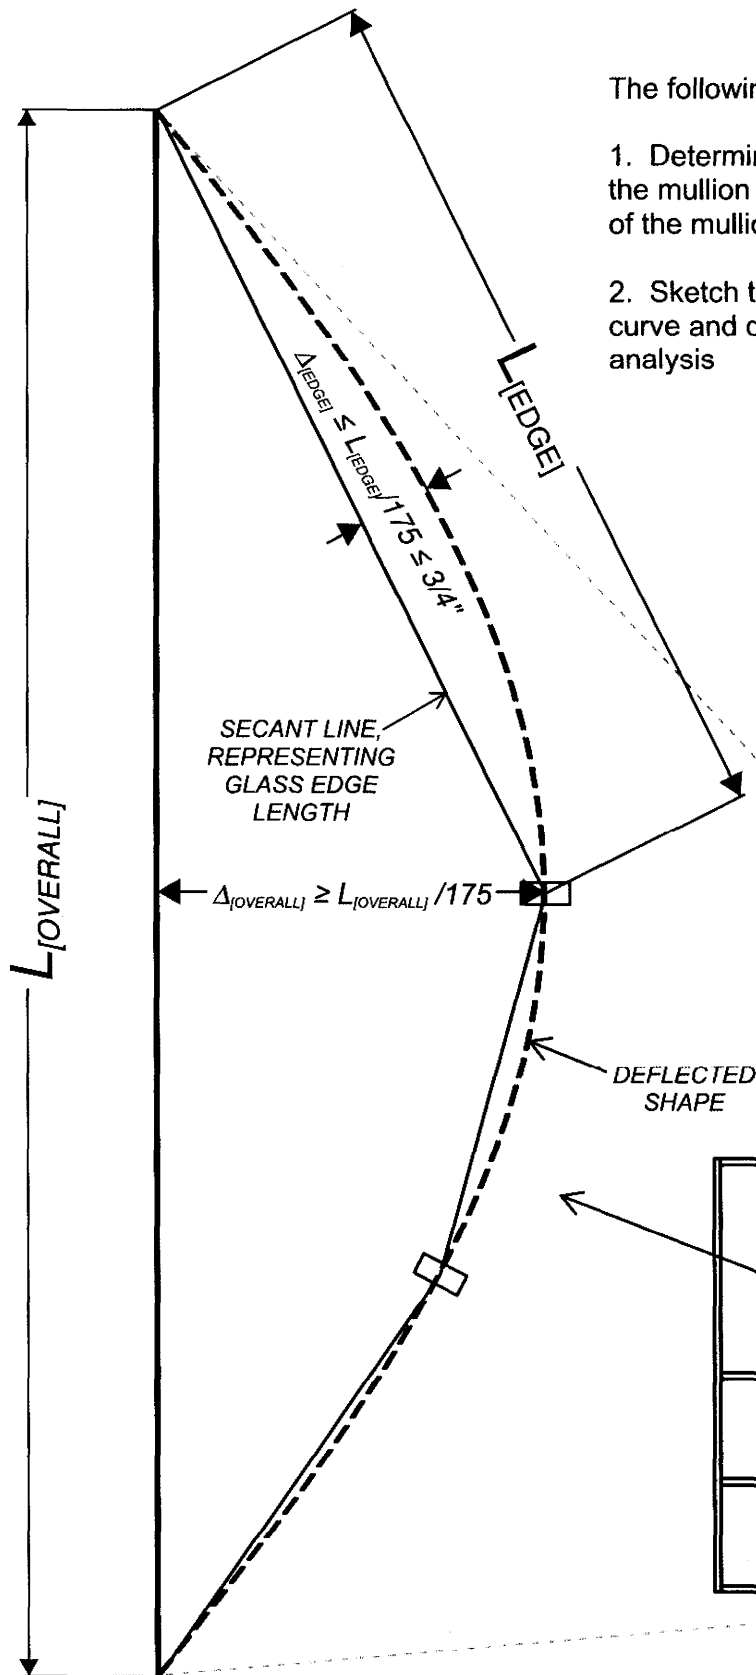 The followin
1. Determin
the mullion
of the mullio
2. Sketch t
curve and d
analysis
L[EDGE]
Δ[EDGE] ≤ L[EDGE]/175 ≤ 3/4"
SECANT LINE,
REPRESENTING
GLASS EDGE
LENGTH
L[OVERALL]
Δ[OVERALL] ≥ L[OVERALL] /175
DEFLECTED
SHAPE